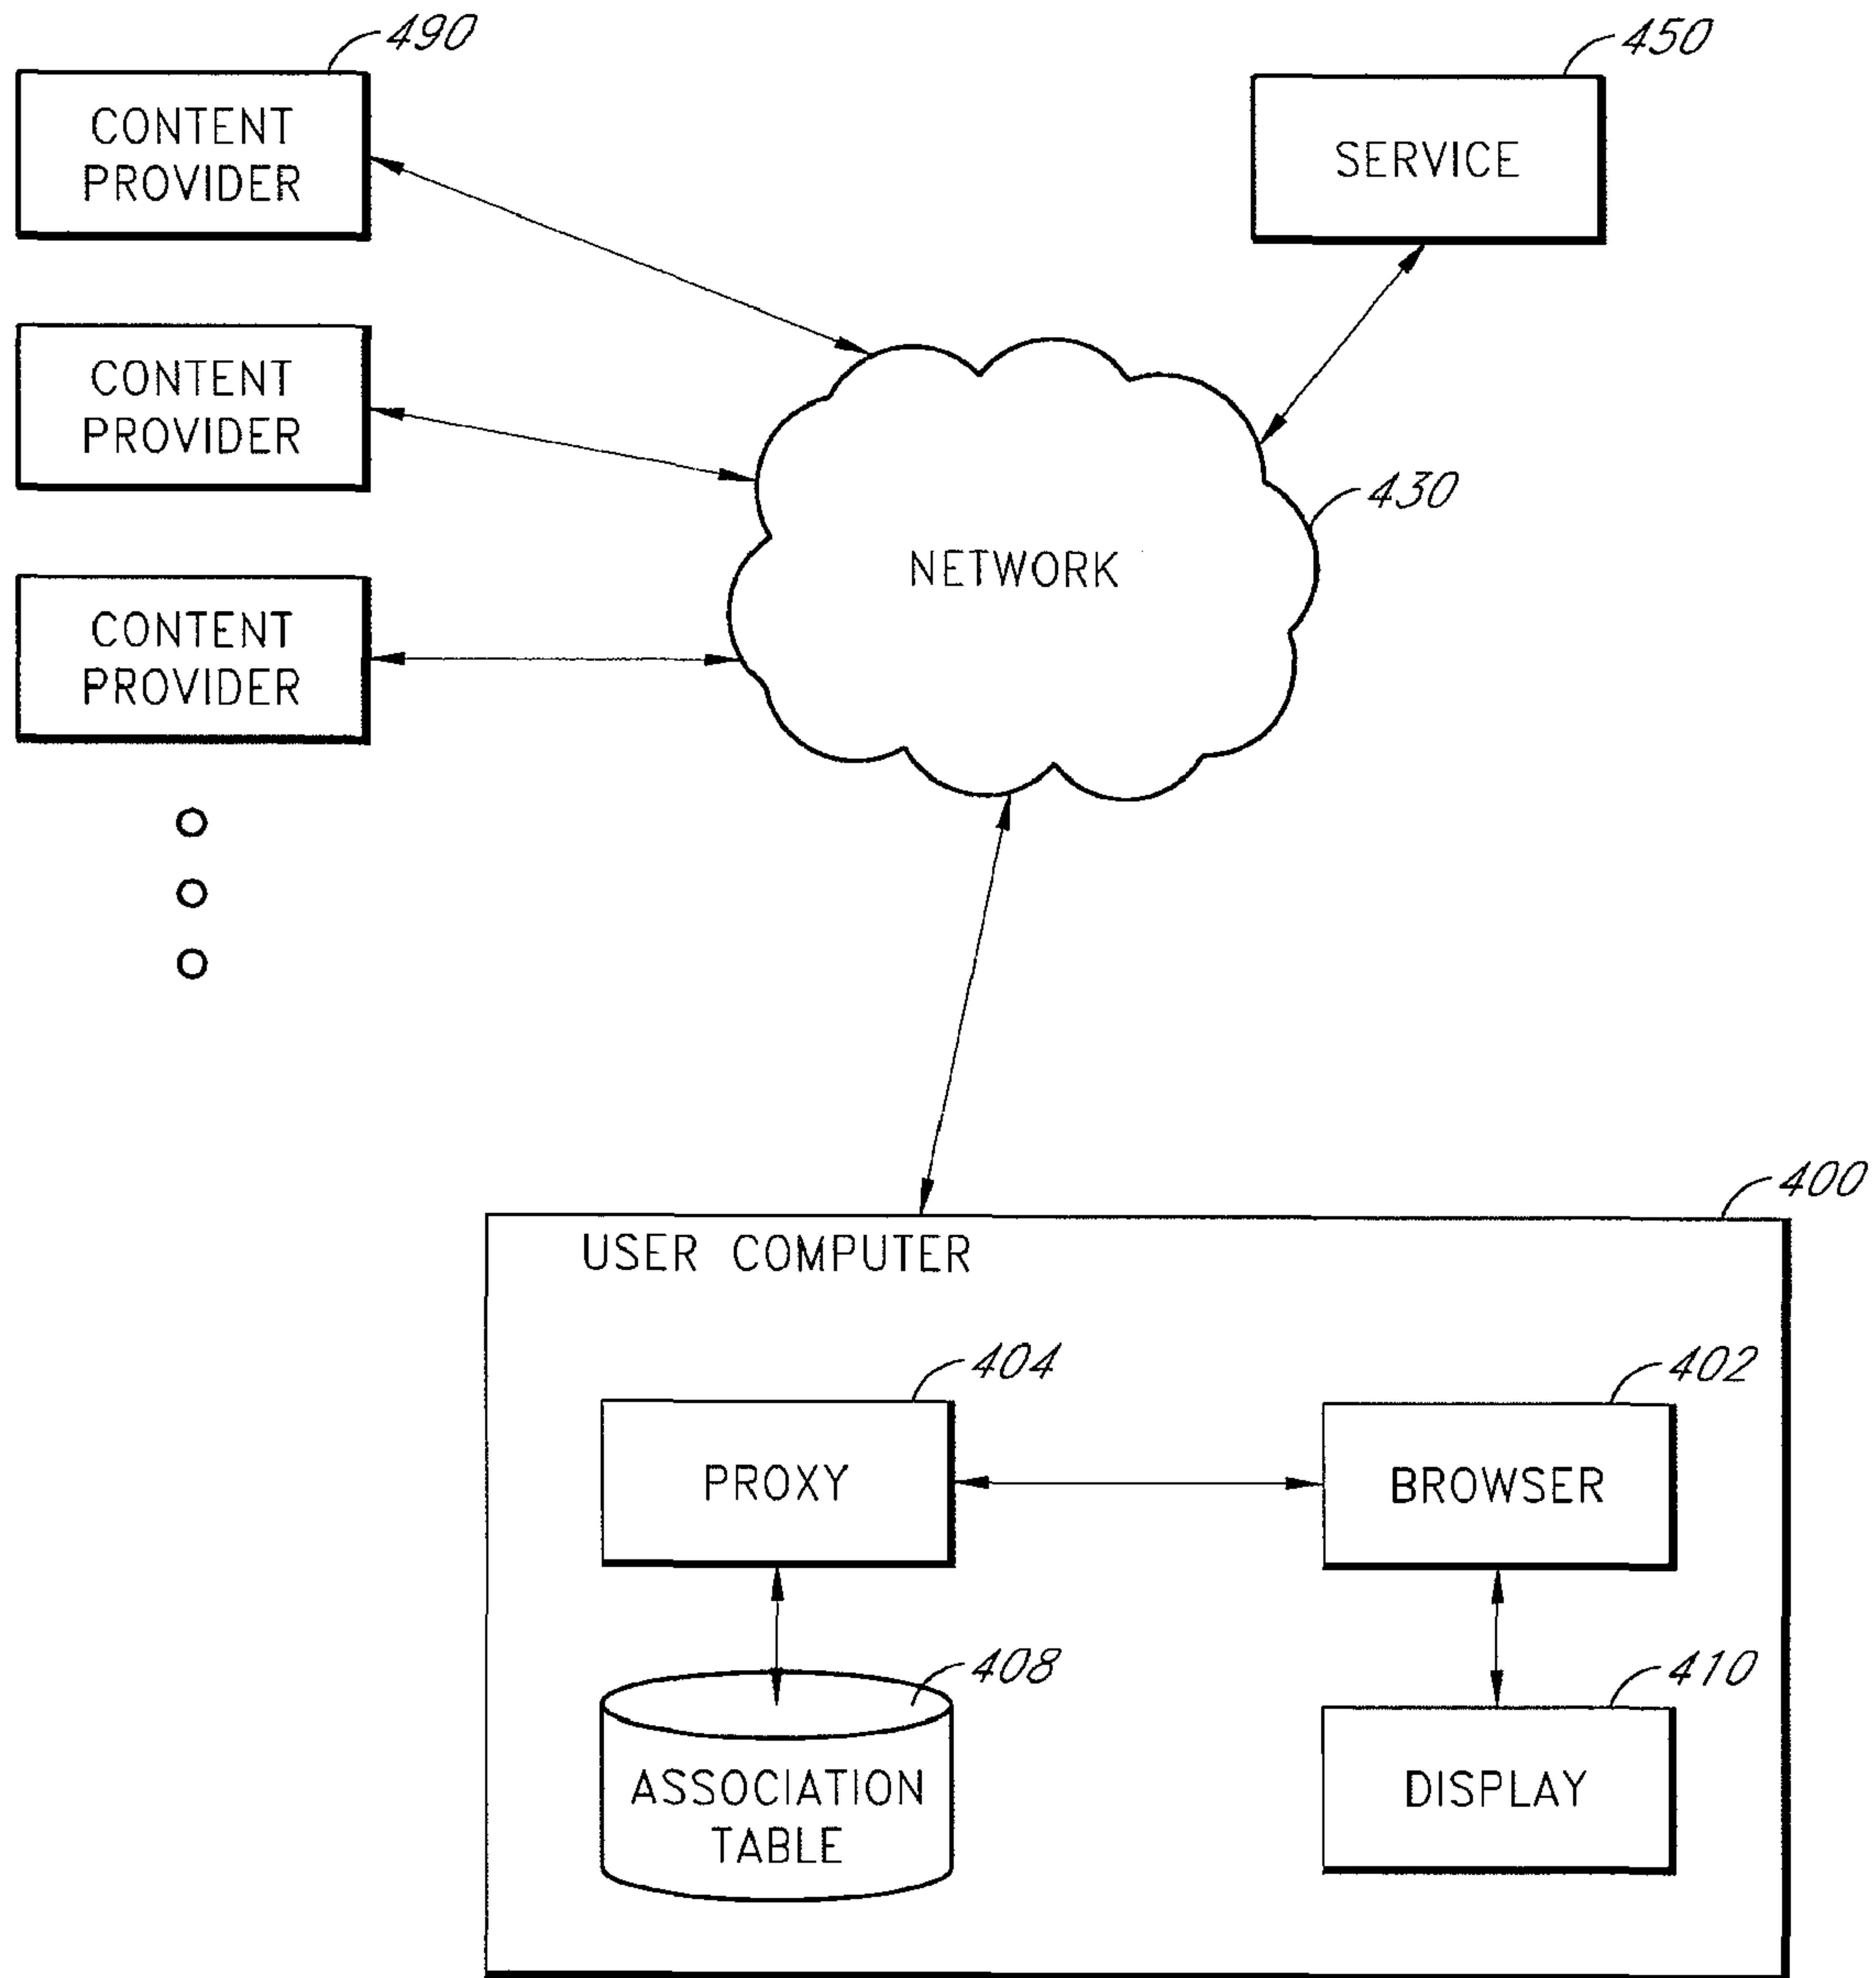 490
CONTENT
PROVIDER
450
SERVICE
CONTENT
PROVIDER
430
NETWORK
CONTENT
PROVIDER
400
USER COMPUTER
404
PROXY
402
BROWSER
408
ASSOCIATION
TABLE
410
DISPLAY